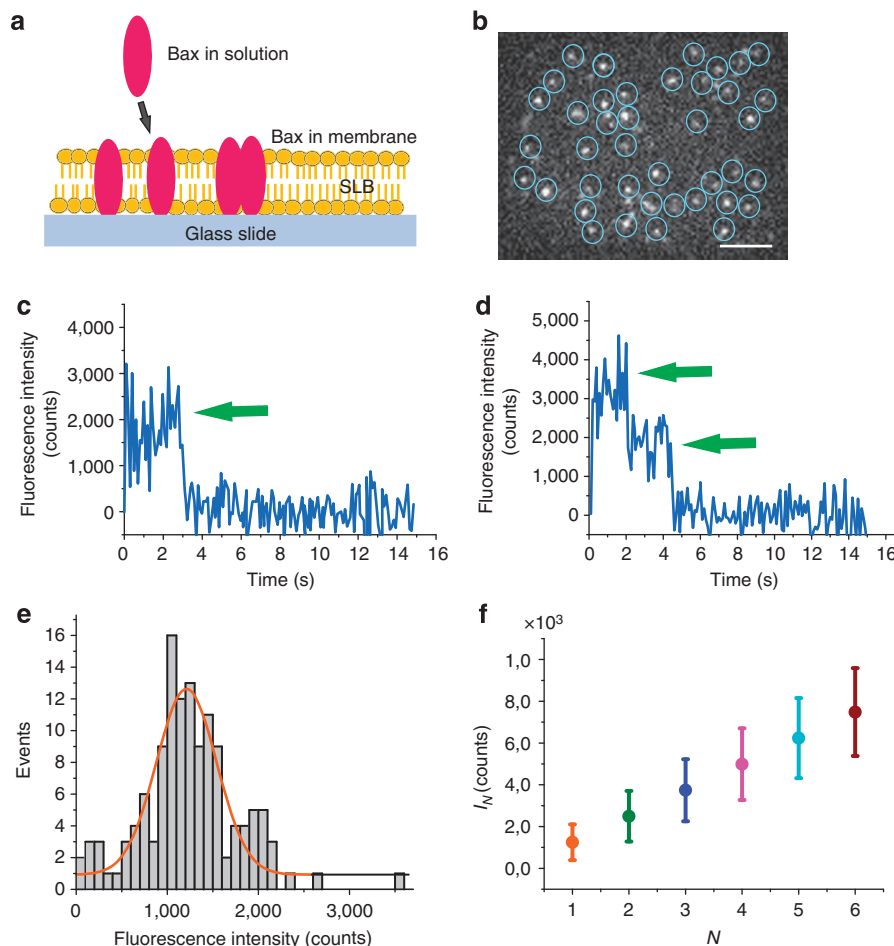 a
Bax in solution
Bax in membrane
SLB
Glass slide
b
c
Fluorescence intensity
(counts)
4,000
3,000
2,000
1,000
0
0 2 4 6 8 10 12 14 16
Time (s)
d
Fluorescence intensity
(counts)
5,000
4,000
3,000
2,000
1,000
0
0 2 4 6 8 10 12 14 16
Time (s)
e
Events
16
14
12
10
8
6
4
2
0
0 1,000 2,000 3,000
Fluorescence intensity (counts)
f
×10³
I_N (counts)
1,0
8,0
6,0
4,0
2,0
0,0
1 2 3 4 5 6
N